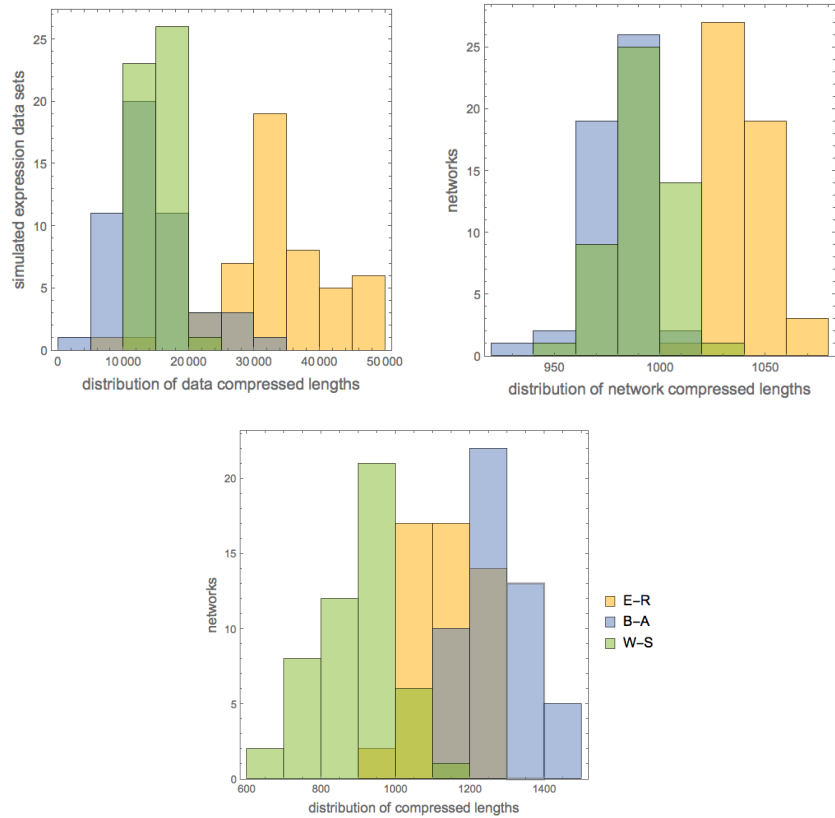 25
20
15
10
5
0
simulated expression data sets
0 10 000 20 000 30 000 40 000 50 000
distribution of data compressed lengths
25
20
15
10
5
0
networks
950 1000 1050
distribution of network compressed lengths
20
15
10
5
0
networks
600 800 1000 1200 1400
distribution of compressed lengths
E-R
B-A
W-S